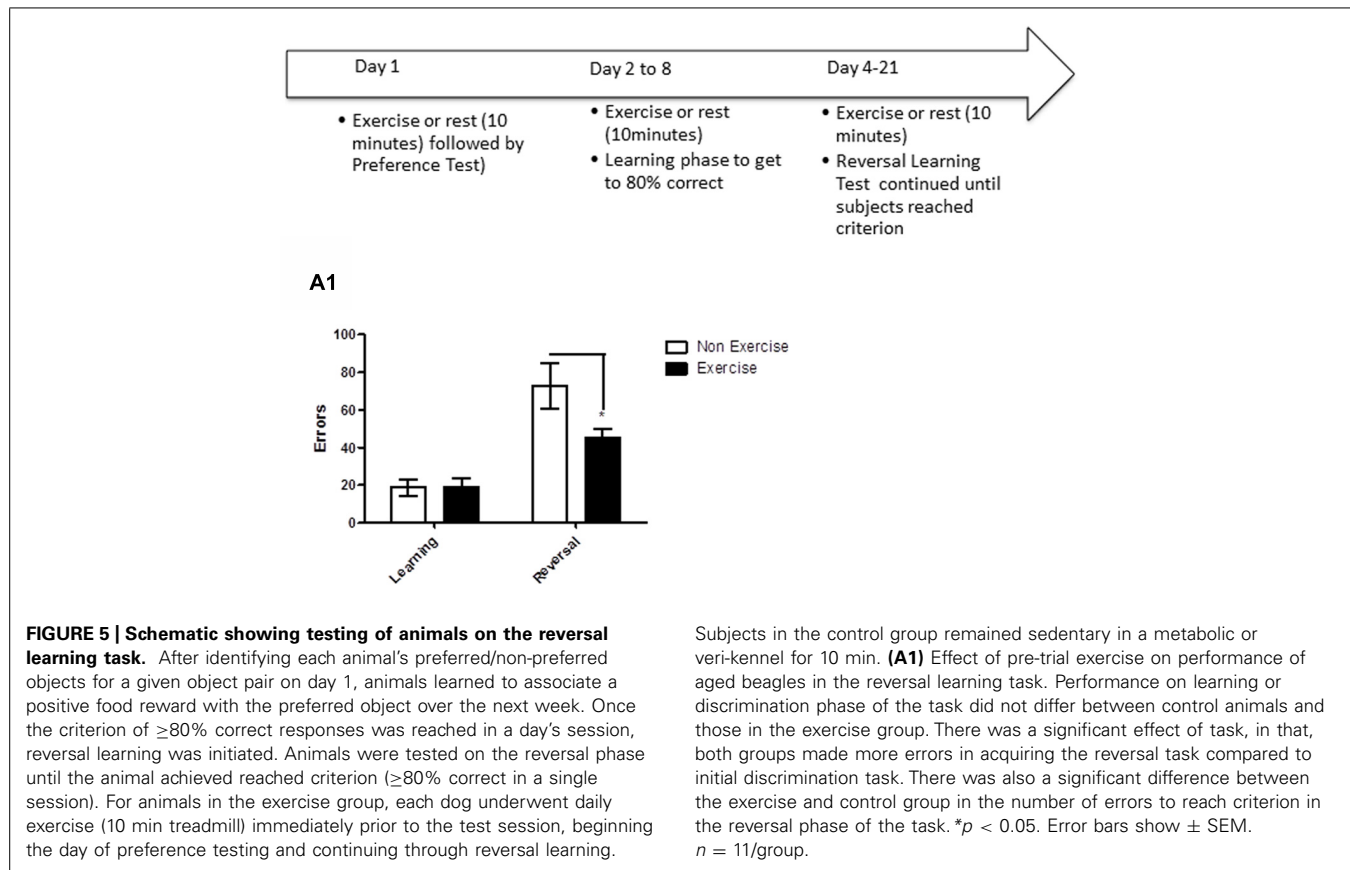 Day 1
Day 2 to 8
Day 4-21
• Exercise or rest (10
minutes) followed by
Preference Test)
• Exercise or rest
(10minutes)
• Learning phase to get
to 80% correct
• Exercise or rest (10
minutes)
• Reversal Learning
Test continued until
subjects reached
criterion
A1
100
80
60
40
20
0
Errors
*
Non Exercise
Exercise
Learning
Reversal
FIGURE 5 | Schematic showing testing of animals on the reversal
learning task. After identifying each animal's preferred/non-preferred
objects for a given object pair on day 1, animals learned to associate a
positive food reward with the preferred object over the next week. Once
the criterion of ≥80% correct responses was reached in a day's session,
reversal learning was initiated. Animals were tested on the reversal phase
until the animal achieved reached criterion (≥80% correct in a single
session). For animals in the exercise group, each dog underwent daily
exercise (10 min treadmill) immediately prior to the test session, beginning
the day of preference testing and continuing through reversal learning.
Subjects in the control group remained sedentary in a metabolic or
veri-kennel for 10 min. (A1) Effect of pre-trial exercise on performance of
aged beagles in the reversal learning task. Performance on learning or
discrimination phase of the task did not differ between control animals and
those in the exercise group. There was a significant effect of task, in that,
both groups made more errors in acquiring the reversal task compared to
initial discrimination task. There was also a significant difference between
the exercise and control group in the number of errors to reach criterion in
the reversal phase of the task. *p < 0.05. Error bars show ± SEM.
n = 11/group.